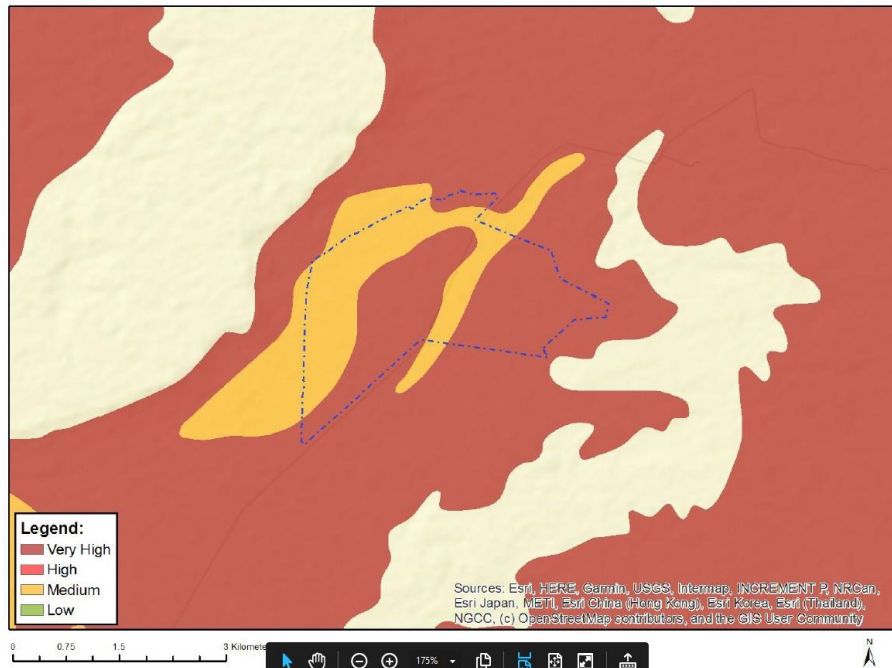 Legend:
Very High
High
Medium
Low
Sources: Esri, HERE, Garmin, USGS, Intermap, INCREMENT P, NRCan,
Esri Japan, METI, Esri China (Hong Kong), Esri Korea, Esri (Thailand),
NGCC, (c) OpenStreetMap contributors, and the GIS User Community
0 0.75 1.5 3 Kilomete
175%
N